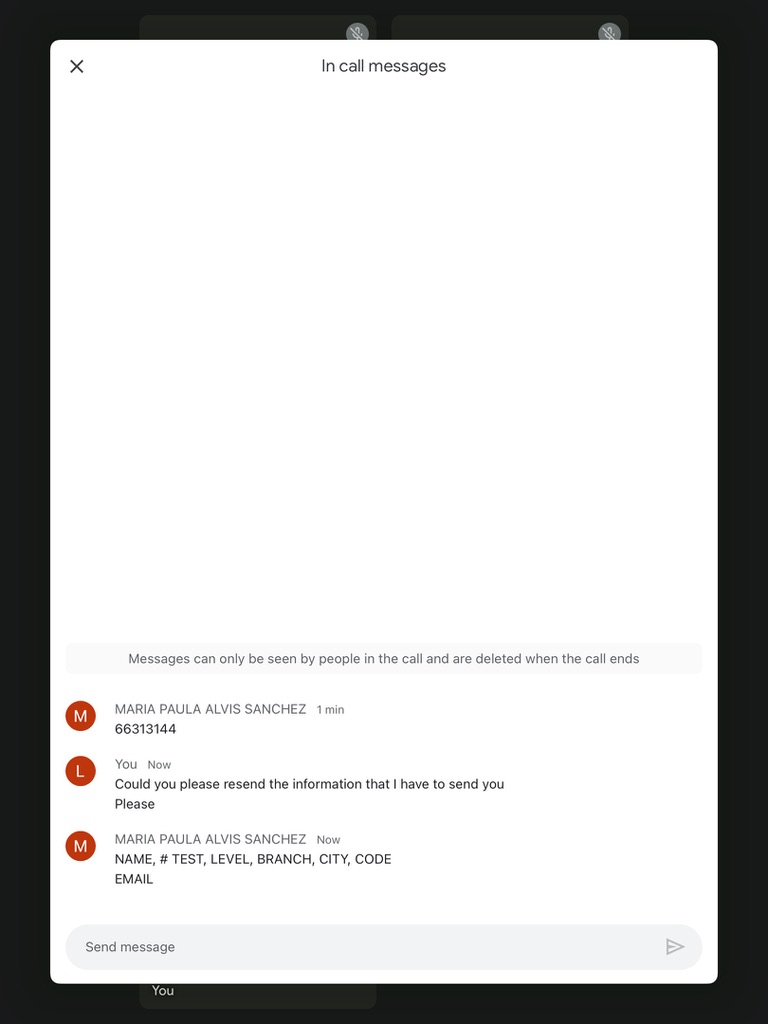 In call messages
Messages can only be seen by people in the call and are deleted when the call ends
M
MARIA PAULA ALVIS SANCHEZ 1 min
66313144
L
You Now
Could you please resend the information that I have to send you
Please
M
MARIA PAULA ALVIS SANCHEZ Now
NAME, # TEST, LEVEL, BRANCH, CITY, CODE
EMAIL
Send message
You